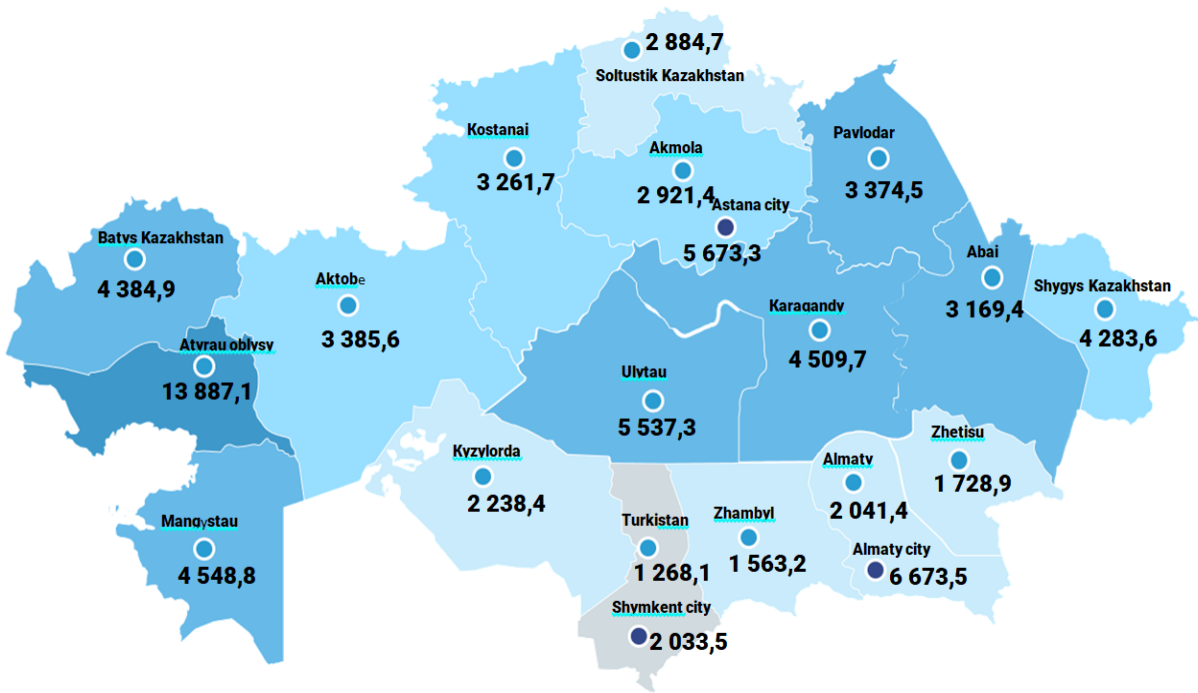 2 884,7
Soltustik Kazakhstan
Kostanai
3 261,7
Akmola
2 921,4
Astana city
5 673,3
Pavlodar
3 374,5
Batys Kazakhstan
4 384,9
Aktobe
3 385,6
Abai
3 169,4
Shygys Kazakhstan
4 283,6
Karagandy
4 509,7
Atyrau oblysy
13 887,1
Ulytau
5 537,3
Kyzylorda
2 238,4
Zhetisu
1 728,9
Almaty
2 041,4
Mangystau
4 548,8
Turkistan
1 268,1
Zhambyl
1 563,2
Almaty city
6 673,5
Shymkent city
2 033,5